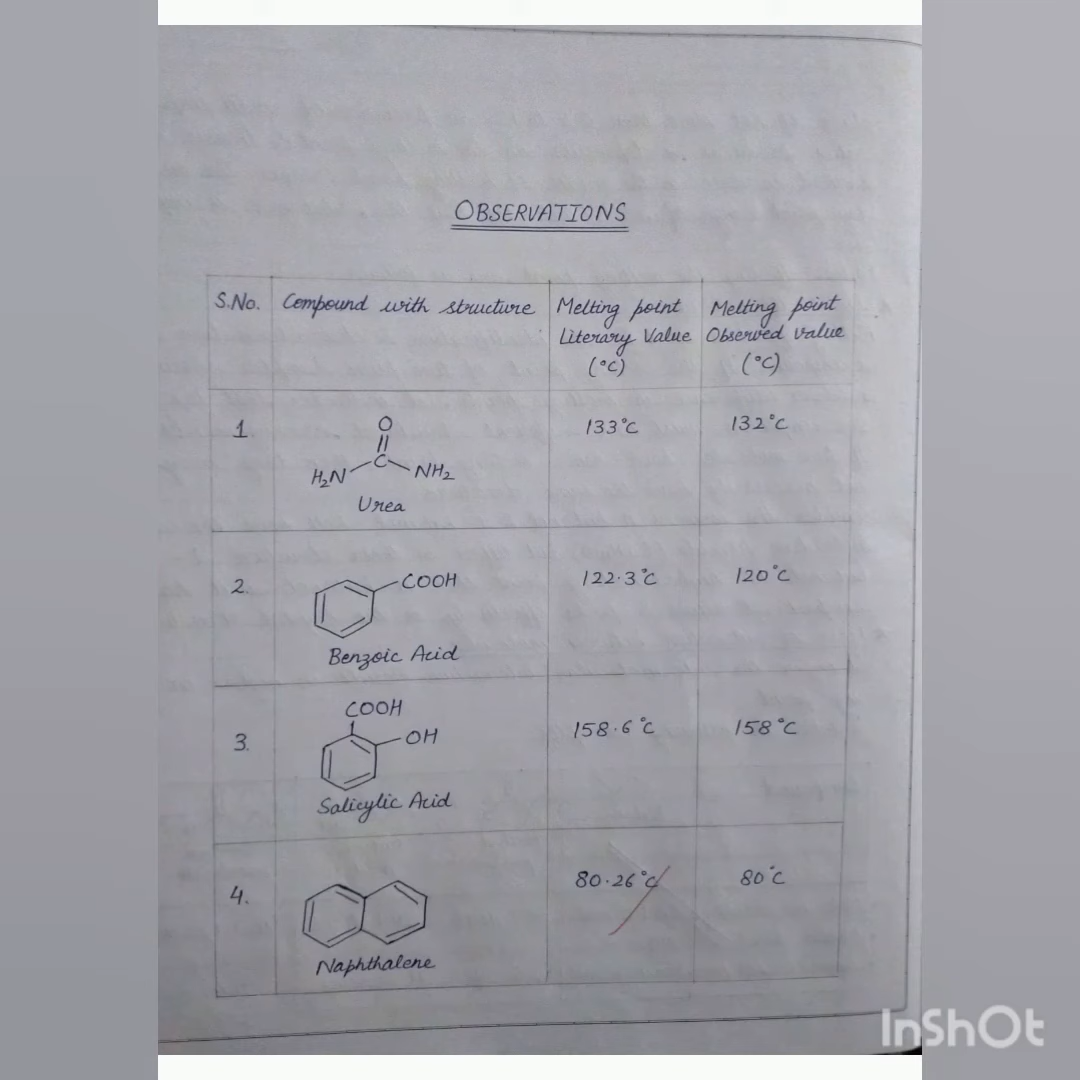 OBSERVATIONS
S.No. Compound with structure Melting point Melting point
Literary Value Observed value
(°C) (°C)
1 O 133°C 132°C
C
H₂N NH₂
Urea
2. COOH 122.3°C 120°C
Benzoic Acid
COOH
3. OH 158.6°C 158°C
Salicylic Acid
4. 80.26°C 80°C
Naphthalene
InShOt